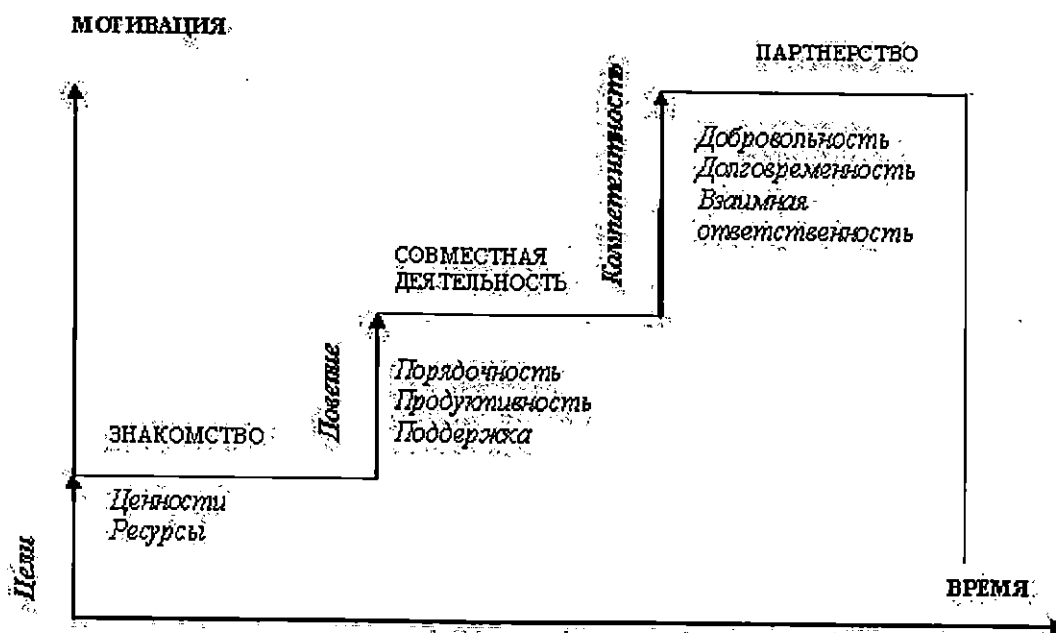 МОТИВАЦИЯ
ПАРТНЕРСТВО
Компетентность
Добровольность
Долговременность
Взаимная
ответственность
СОВМЕСТНАЯ
ДЕЯТЕЛЬНОСТЬ
Доверие
Порядочность
Продуктивность
Поддержка
ЗНАКОМСТВО
Ценности
Ресурсы
Цели
ВРЕМЯ